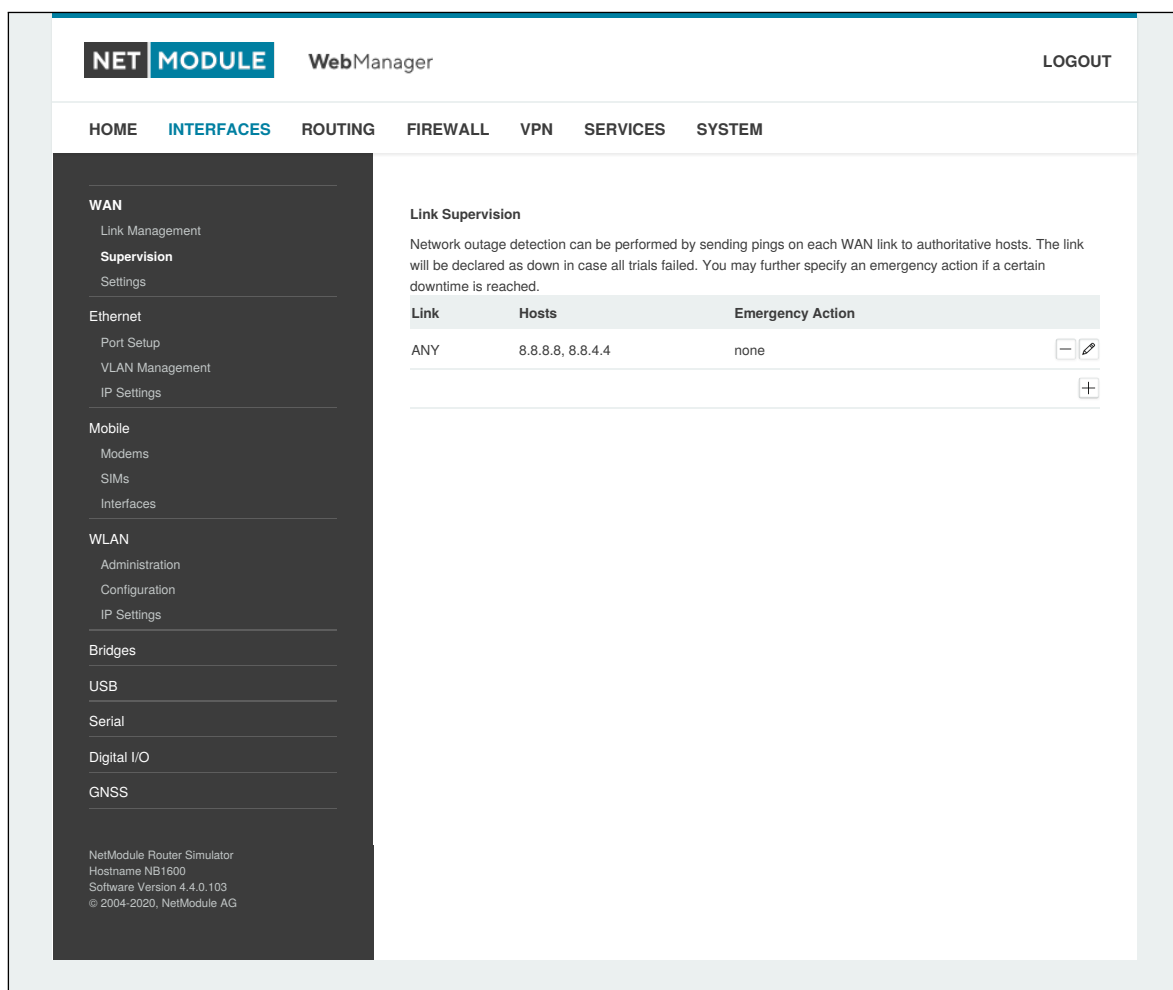 NET MODULE WebManager LOGOUT
HOME INTERFACES ROUTING FIREWALL VPN SERVICES SYSTEM
WAN
Link Management
Supervision
Settings
Ethernet
Port Setup
VLAN Management
IP Settings
Mobile
Modems
SIMs
Interfaces
WLAN
Administration
Configuration
IP Settings
Bridges
USB
Serial
Digital I/O
GNSS
NetModule Router Simulator
Hostname NB1600
Software Version 4.4.0.103
© 2004-2020, NetModule AG
Link Supervision
Network outage detection can be performed by sending pings on each WAN link to authoritative hosts. The link
will be declared as down in case all trials failed. You may further specify an emergency action if a certain
downtime is reached.
Link Hosts Emergency Action
ANY 8.8.8.8, 8.8.4.4 none